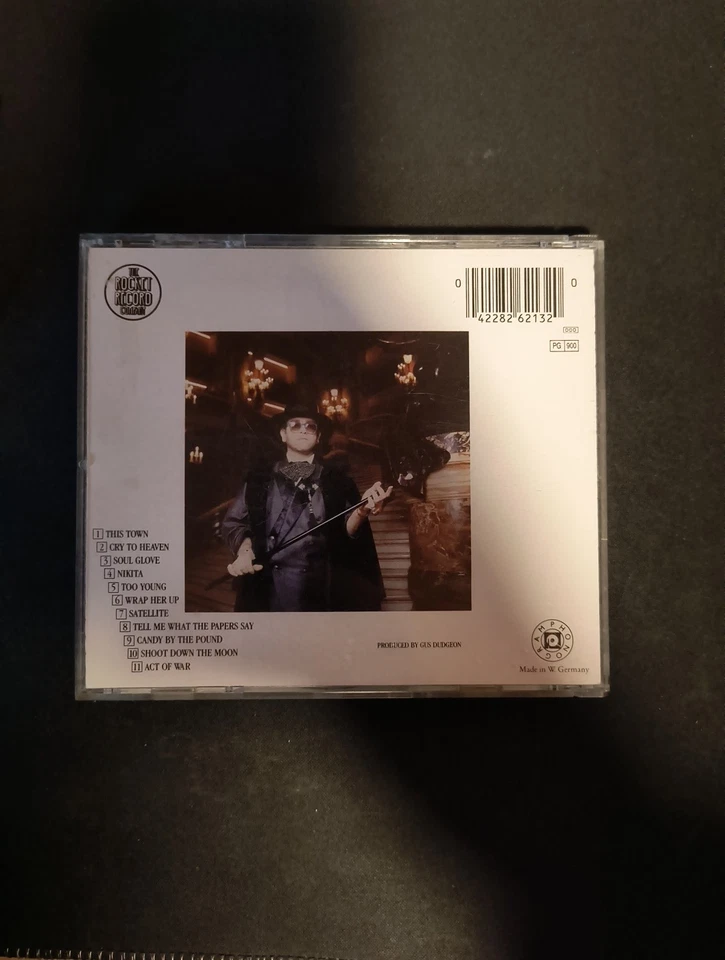 THE
ROCKET
RECORD
COMPANY
0 42282 62132 0
DDD
PG 900
1 THIS TOWN
2 CRY TO HEAVEN
3 SOUL GLOVE
4 NIKITA
5 TOO YOUNG
6 WRAP HER UP
7 SATELLITE
8 TELL ME WHAT THE PAPERS SAY
9 CANDY BY THE POUND
10 SHOOT DOWN THE MOON
11 ACT OF WAR
PRODUCED BY GUS DUDGEON
PHONOGRAM
Made in W. Germany